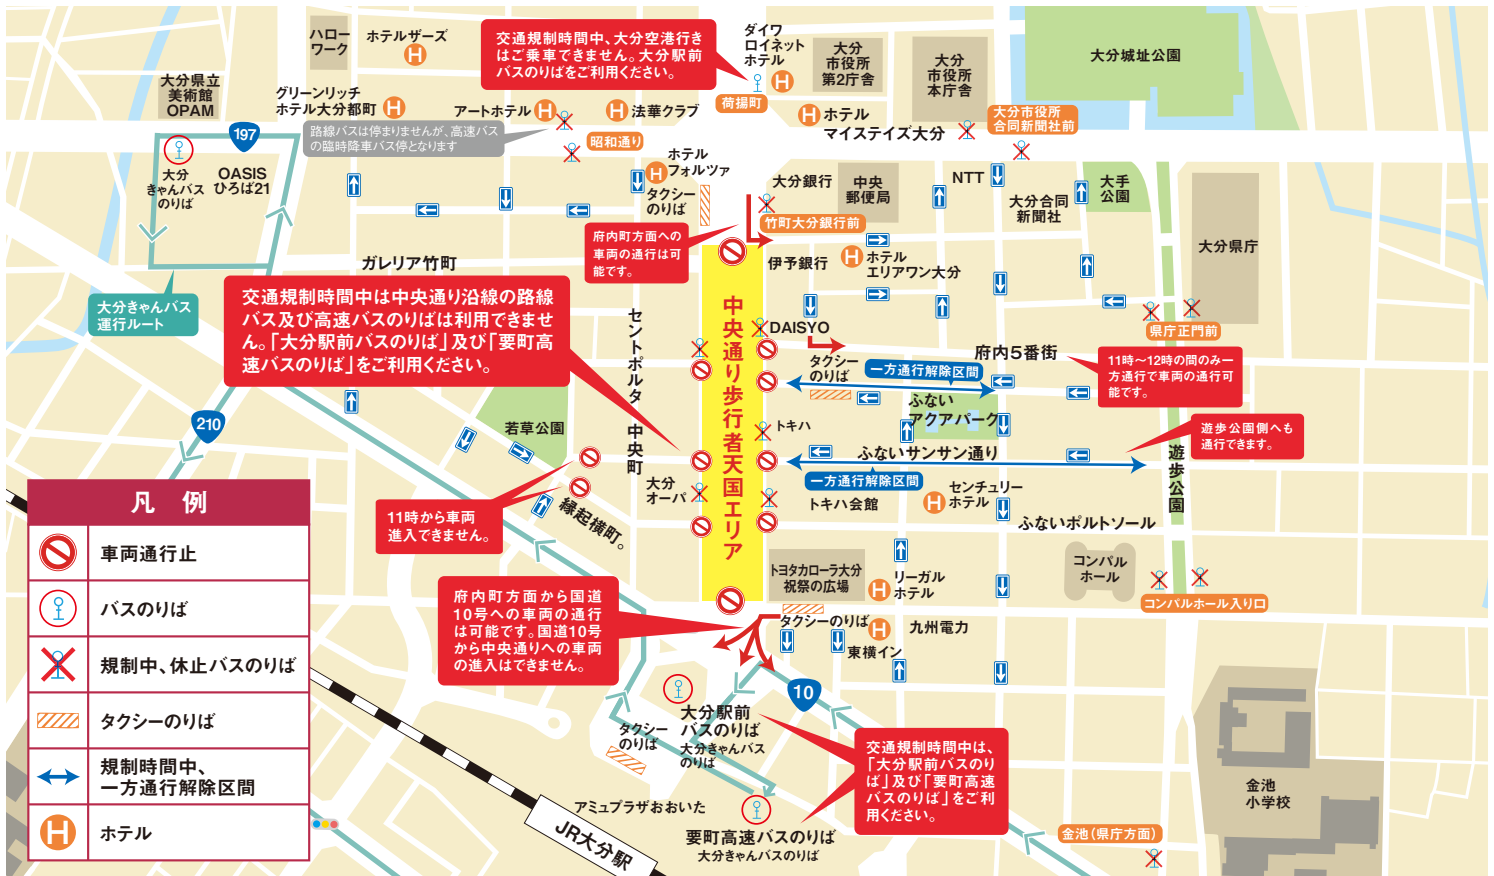 ハロー
ワーク
ホテルザーズ
交通規制時間中、大分空港行き
はご乗車できません。大分駅前
バスのりばをご利用ください。
ダイワ
ロイネット
ホテル
大分
市役所
第2庁舎
大分
市役所
本庁舎
大分城址公園
大分県立
美術館
OPAM
グリーンリッチ
ホテル大分都町
アートホテル
法華クラブ
荷揚町
ホテル
マイステイズ大分
大分市役所
合同新聞社前
路線バスは停まりませんが、高速バス
の臨時降車バス停となります
昭和通り
197
大分
きゃんバス
のりば
OASIS
ひろば21
ホテル
フォルツァ
タクシー
のりば
大分銀行
中央
郵便局
NTT
大分合同
新聞社
大手
公園
竹町大分銀行前
府内町方面への
車両の通行は可
能です。
伊予銀行
ホテル
エリアワン大分
大分県庁
ガレリア竹町
大分きゃんバス
運行ルート
交通規制時間中は中央通り沿線の路線
バス及び高速バスのりばは利用できませ
ん。「大分駅前バスのりば」及び「要町高
速バスのりば」をご利用ください。
セントポルタ
中央町
中央通り歩行者天国エリア
DAISYO
県庁正門前
府内5番街
タクシー
のりば
一方通行解除区間
11時〜12時の間のみ一
方通行で車両の通行可
能です。
ふない
アクアパーク
210
若草公園
トキハ
遊歩公園側へも
通行できます。
ふないサンサン通り
一方通行解除区間
遊歩公園
大分
オーパ
トキハ会館
センチュリー
ホテル
ふないポルトソール
11時から車両
進入できません。
縁起横町。
トヨタカローラ大分
祝祭の広場
リーガル
ホテル
コンパル
ホール
コンパルホール入り口
府内町方面から国道
10号への車両の通行
は可能です。国道10号
から中央通りへの車両
の進入はできません。
タクシーのりば
九州電力
東横イン
10
大分駅前
バスのりば
大分きゃんバス
のりば
タクシー
のりば
交通規制時間中は、
「大分駅前バスのり
ば」及び「要町高速
バスのりば」をご利
用ください。
アミュプラザおおいた
JR大分駅
要町高速バスのりば
大分きゃんバスのりば
金池
小学校
金池(県庁方面)
凡 例
車両通行止
バスのりば
規制中、休止バスのりば
タクシーのりば
規制時間中、
一方通行解除区間
H
ホテル